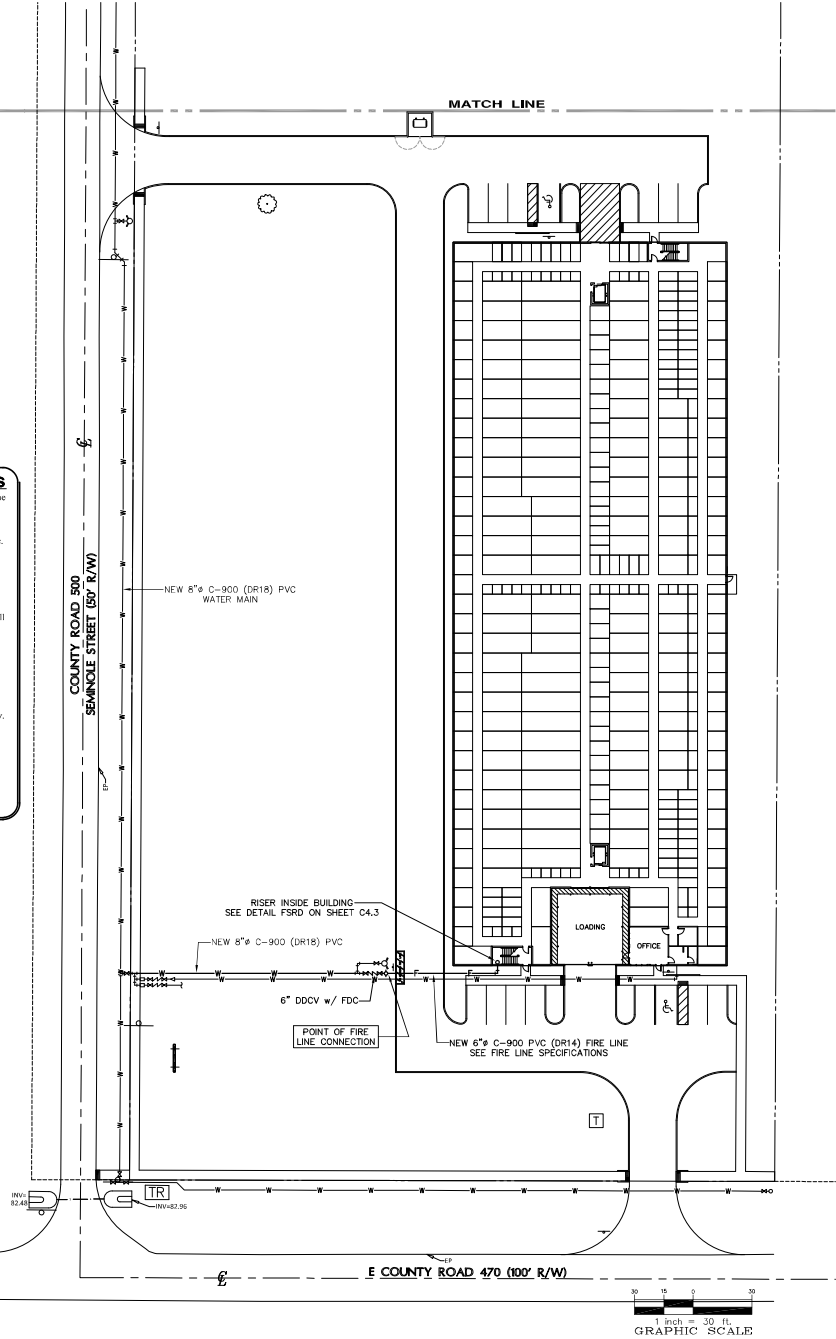 MATCH LINE
S
ne
e.
ll
y.
℄
COUNTY ROAD 500
SEMINOLE STREET (50' R/W)
NEW 8"ø C-900 (DR18) PVC
WATER MAIN
EP
RISER INSIDE BUILDING
SEE DETAIL FSRD ON SHEET C4.3
NEW 8"ø C-900 (DR18) PVC
LOADING
OFFICE
W W W W W W W W W
F F
6" DDCV w/ FDC
POINT OF FIRE
LINE CONNECTION
NEW 6"ø C-900 PVC (DR14) FIRE LINE
SEE FIRE LINE SPECIFICATIONS
T
TR
INV=
82.48
INV=82.96
W W W W W W W W W W
EP
℄
E COUNTY ROAD 470 (100' R/W)
30 15 0 30
1 inch = 30 ft.
GRAPHIC SCALE